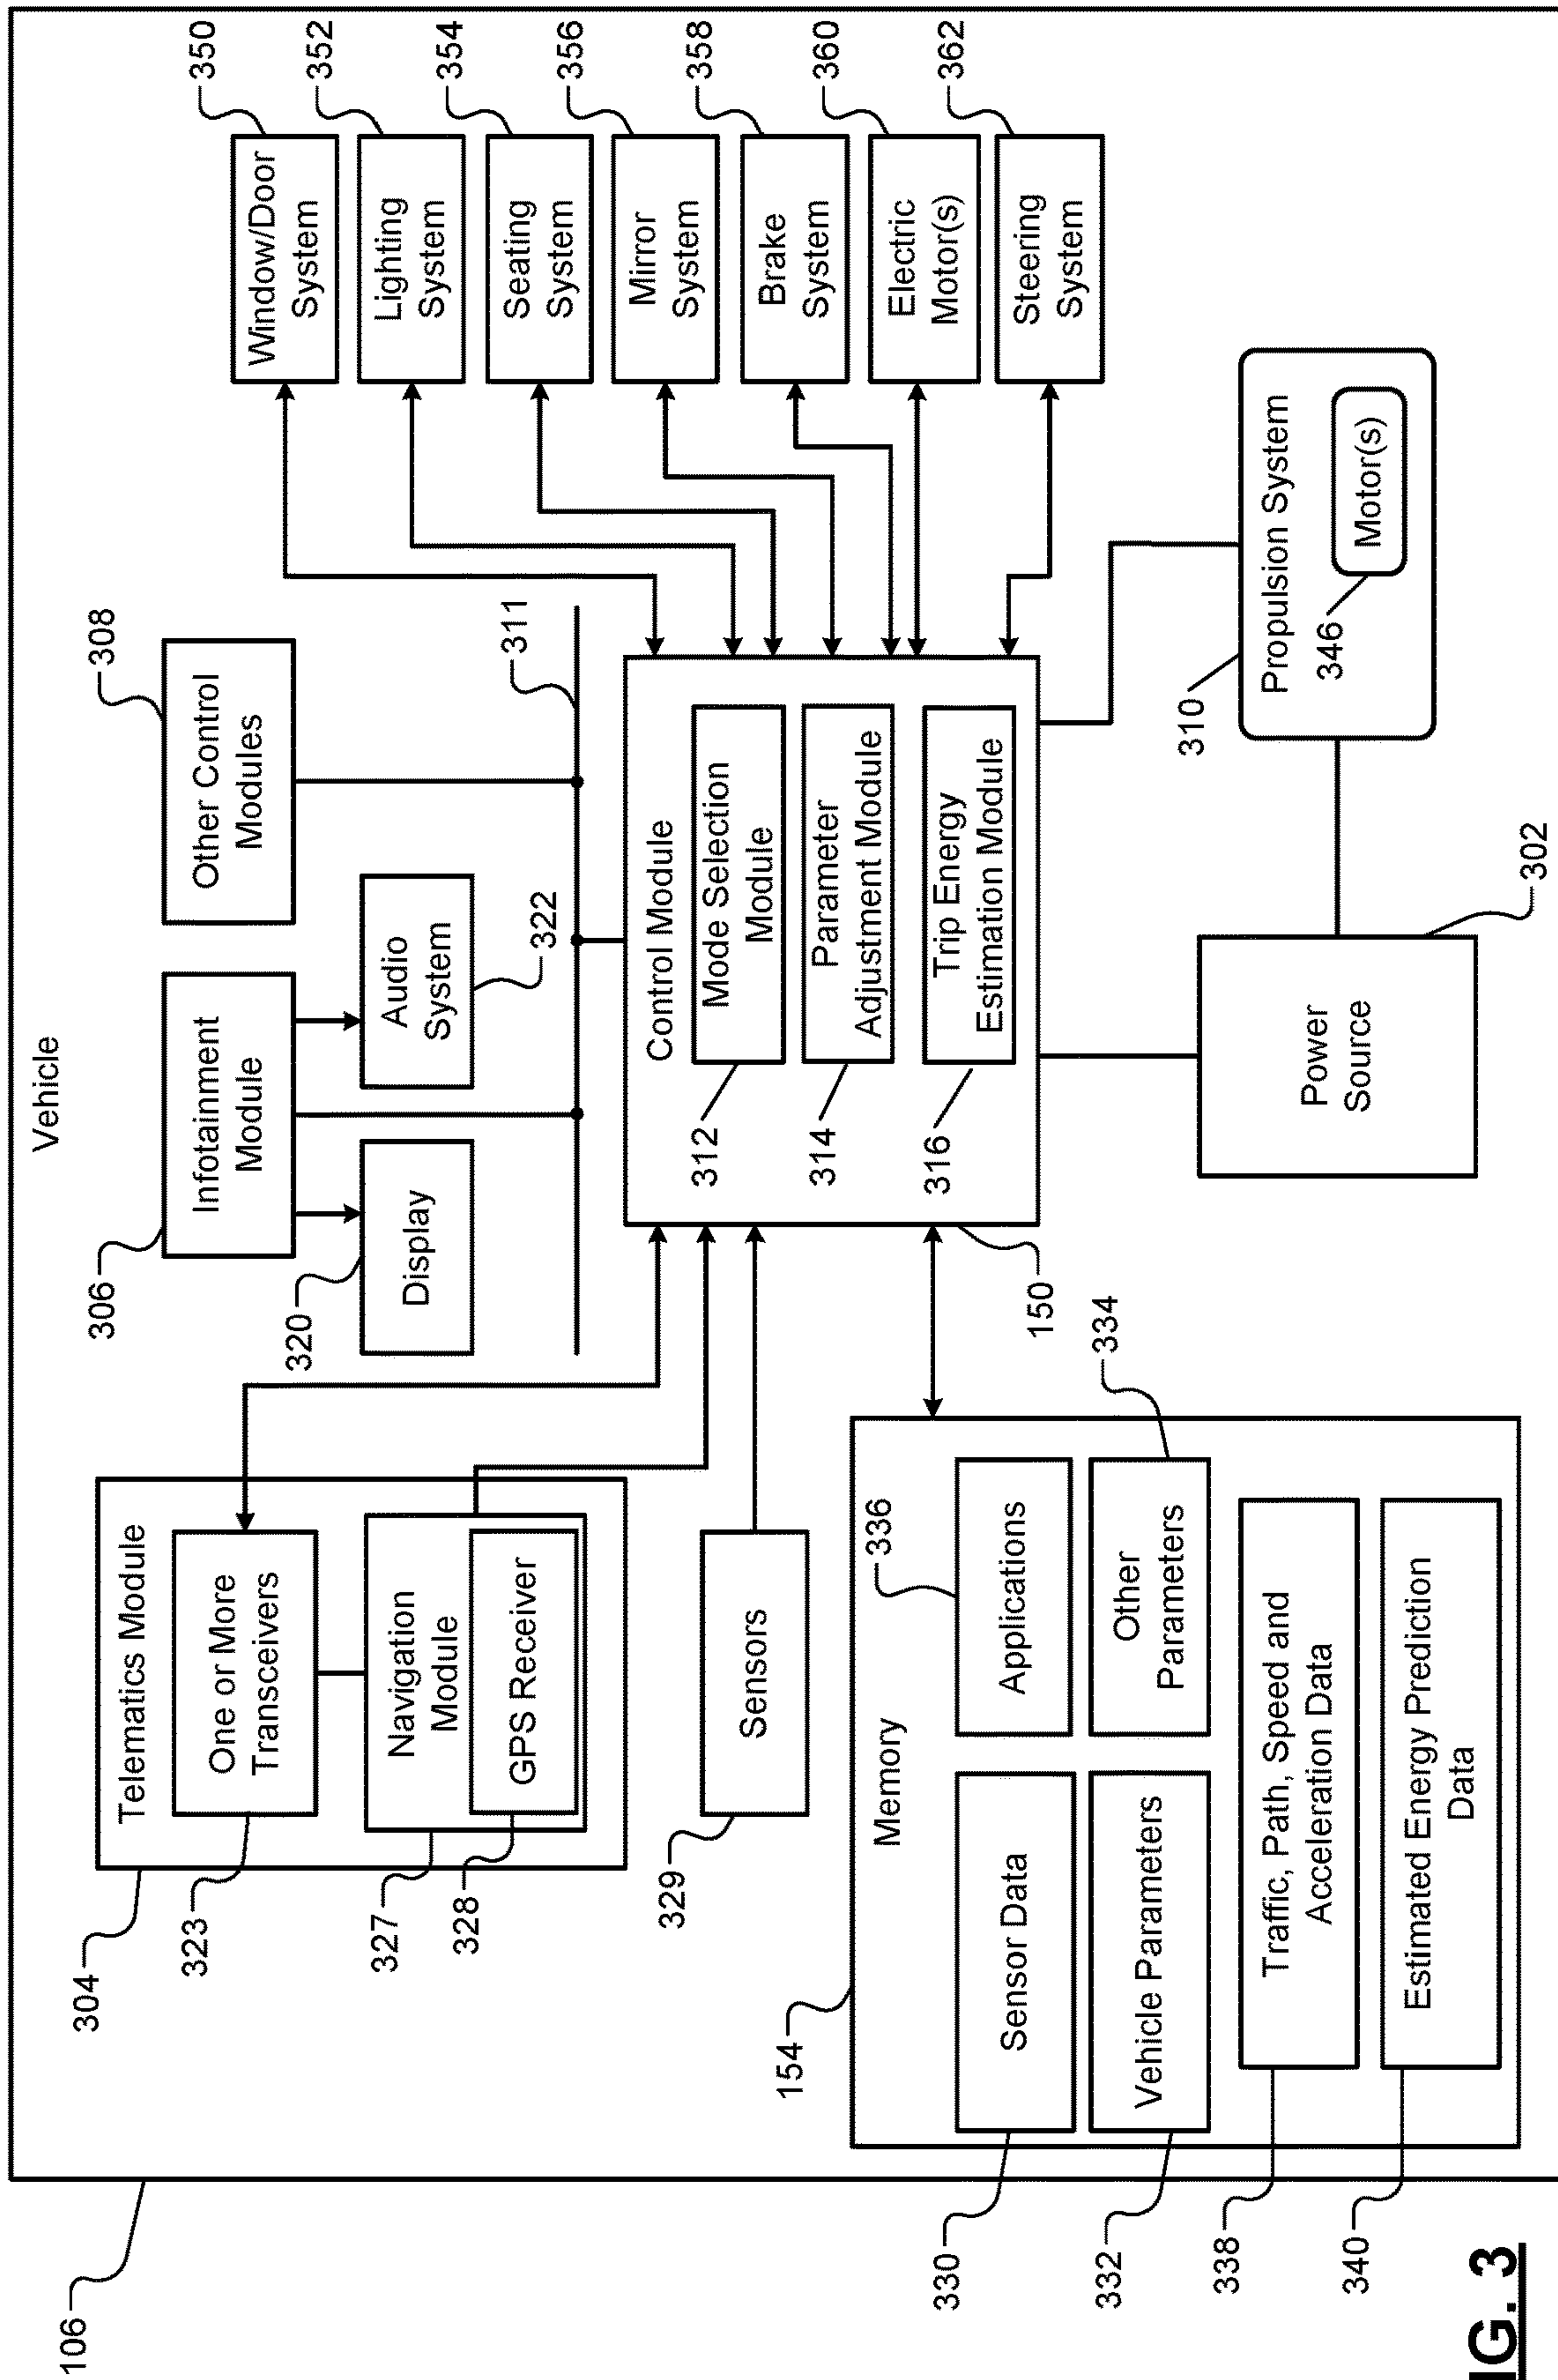 Vehicle
106
304
Telematics Module
323
One or More
Transceivers
327
Navigation
Module
328
GPS Receiver
329
Sensors
306
Infotainment
Module
320
Display
Audio
System
322
308
Other Control
Modules
311
Control Module
312
Mode Selection
Module
314
Parameter
Adjustment Module
316
Trip Energy
Estimation Module
150
350
Window/Door
System
352
Lighting
System
354
Seating
System
356
Mirror
System
358
Brake
System
360
Electric
Motor(s)
362
Steering
System
154
Memory
330
Sensor Data
336
Applications
332
Vehicle Parameters
334
Other
Parameters
338
Traffic, Path, Speed and
Acceleration Data
340
Estimated Energy Prediction
Data
Power
Source
302
310
Propulsion System
346
Motor(s)
IG. 3